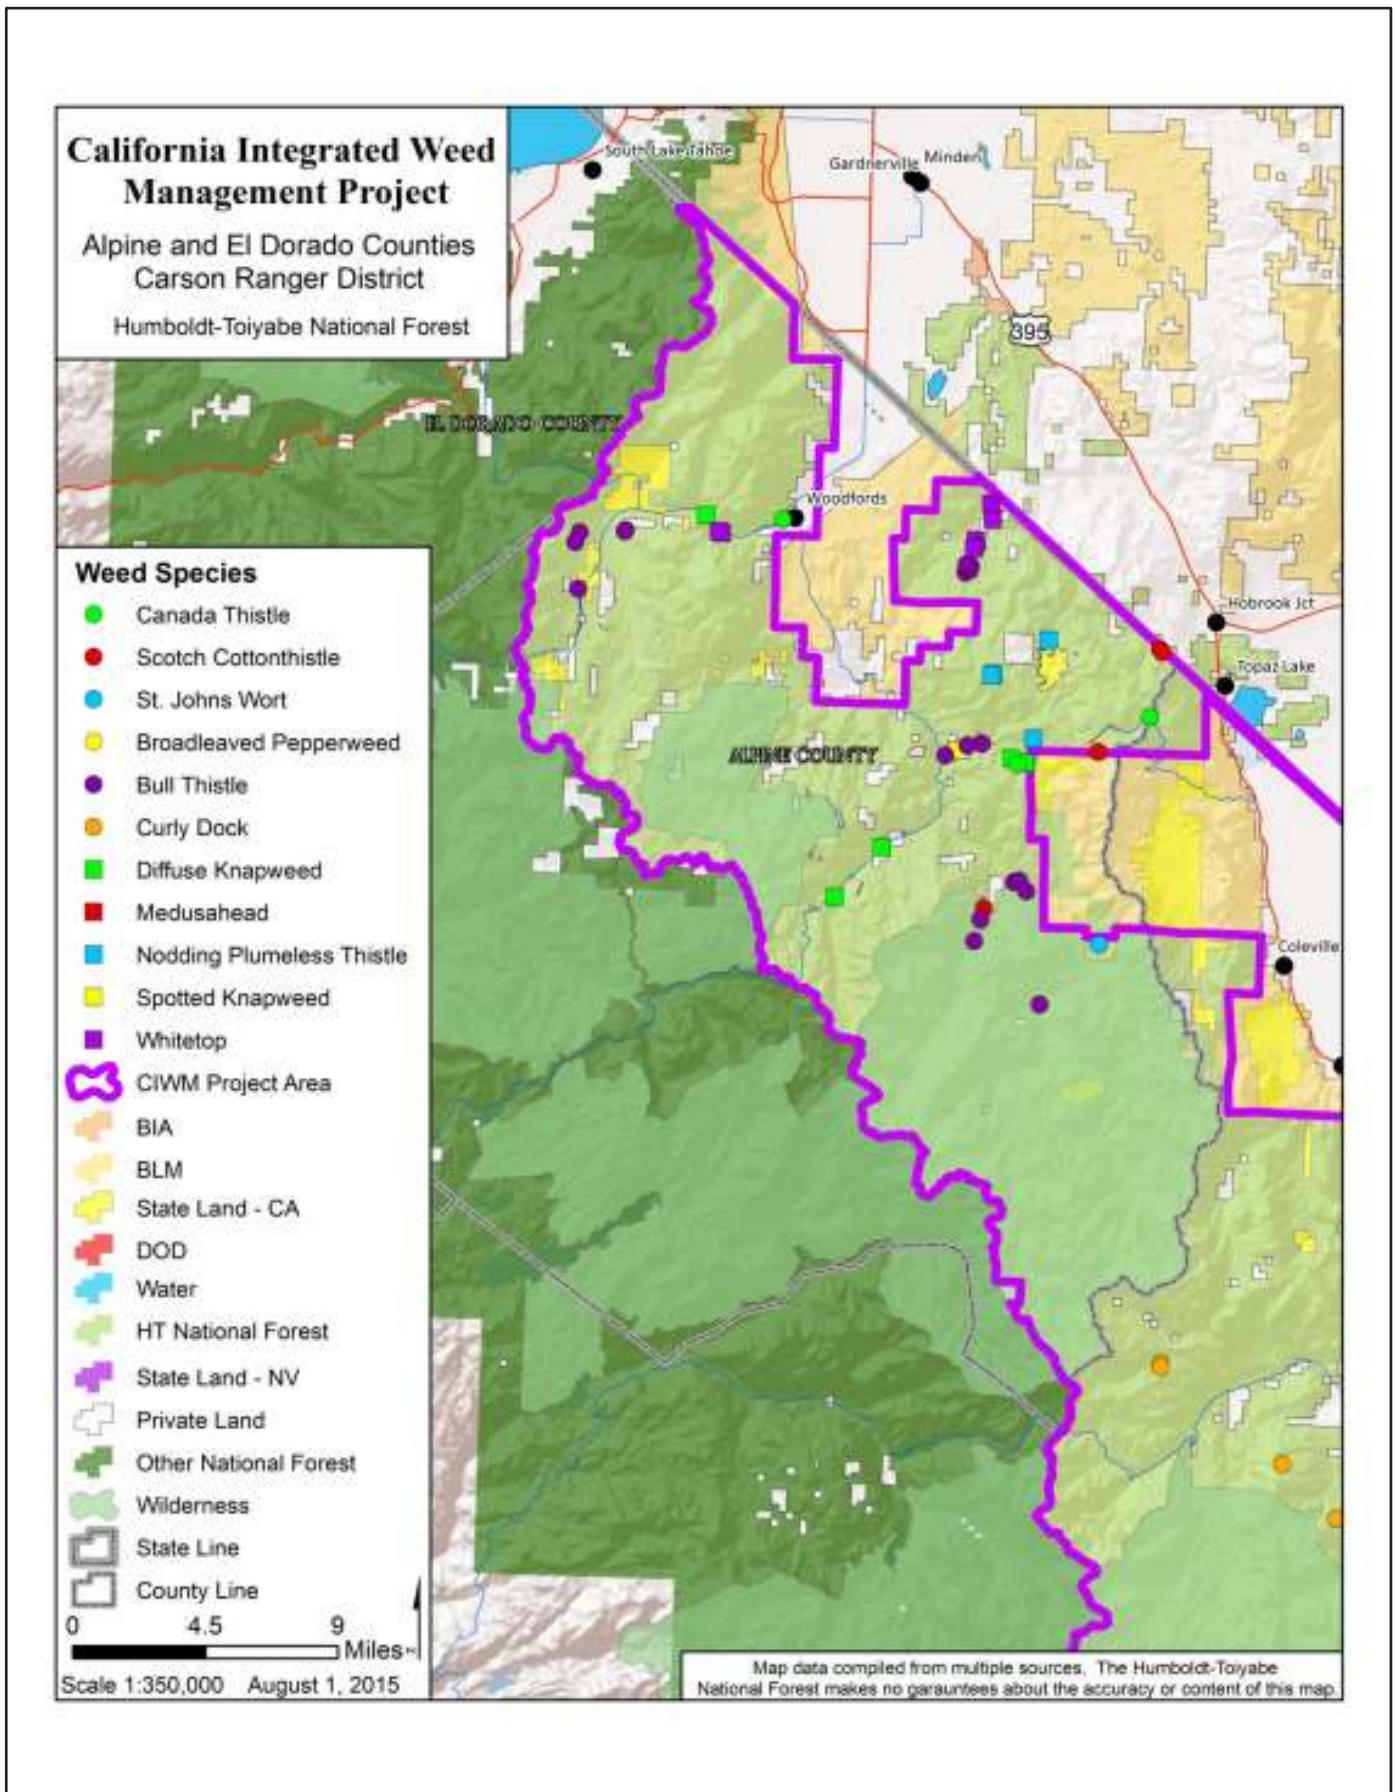 California Integrated Weed
Management Project
Alpine and El Dorado Counties
Carson Ranger District
Humboldt-Toiyabe National Forest
South Lake Tahoe
Gardnerville
Minden
395
EL DORADO COUNTY
Woodfords
Hobrook Jct
Topaz Lake
ALPINE COUNTY
Coleville
Weed Species
Canada Thistle
Scotch Cottonthistle
St. Johns Wort
Broadleaved Pepperweed
Bull Thistle
Curly Dock
Diffuse Knapweed
Medusahead
Nodding Plumeless Thistle
Spotted Knapweed
Whitetop
CIWM Project Area
BIA
BLM
State Land - CA
DOD
Water
HT National Forest
State Land - NV
Private Land
Other National Forest
Wilderness
State Line
County Line
0 4.5 9
Miles
Scale 1:350,000 August 1, 2015
Map data compiled from multiple sources. The Humboldt-Toiyabe
National Forest makes no garauntees about the accuracy or content of this map.